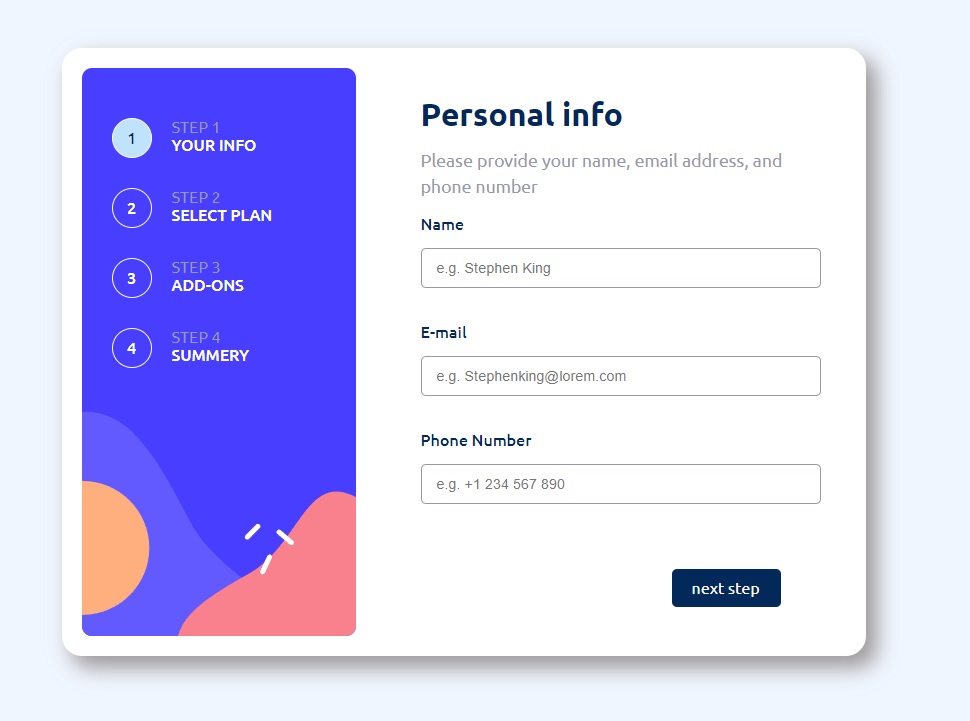 1
STEP 1
YOUR INFO
2
STEP 2
SELECT PLAN
3
STEP 3
ADD-ONS
4
STEP 4
SUMMERY
Personal info
Please provide your name, email address, and
phone number
Name
e.g. Stephen King
E-mail
e.g. Stephenking@lorem.com
Phone Number
e.g. +1 234 567 890
next step